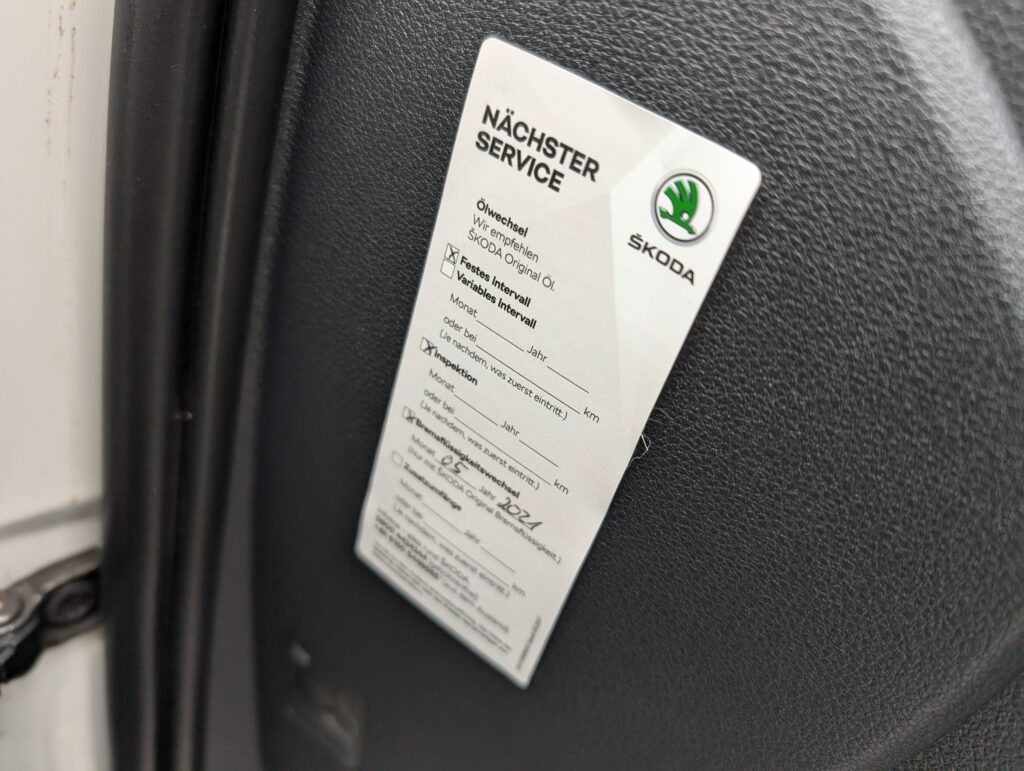 NÄCHSTER
SERVICE
ŠKODA
Ölwechsel
Wir empfehlen
ŠKODA Original Öl.
X Festes Intervall
Variables Intervall
Monat Jahr
oder bei km
(Je nachdem, was zuerst eintritt.)
X Inspektion
Monat Jahr
oder bei km
(Je nachdem, was zuerst eintritt.)
X Bremsflüssigkeitswechsel
Monat 05 Jahr 2021
(Nur mit ŠKODA Original Bremsflüssigkeit.)
Zusatzumfänge
Monat Jahr
oder bei km
(Je nachdem, was zuerst eintritt.)